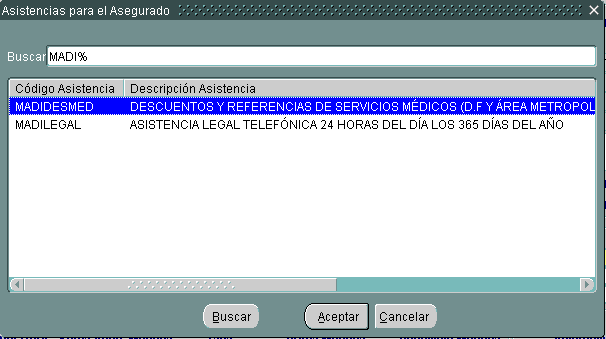 Asistencias para el Asegurado
Buscar MADI%
Código Asistencia Descripción Asistencia
MADIDESMED DESCUENTOS Y REFERENCIAS DE SERVICIOS MÉDICOS (D.F Y ÁREA METROPOL
MADILEGAL ASISTENCIA LEGAL TELEFÓNICA 24 HORAS DEL DÍA LOS 365 DÍAS DEL AÑO
Buscar Aceptar Cancelar